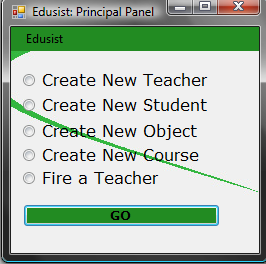 Edusist: Principal Panel
Edusist
Create New Teacher
Create New Student
Create New Object
Create New Course
Fire a Teacher
GO